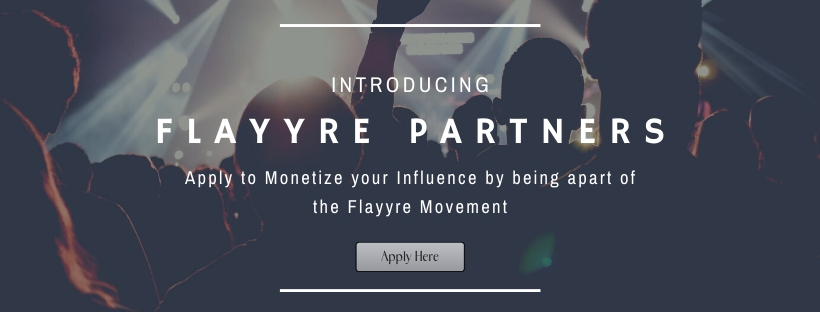 INTRODUCING
FLAYYRE PARTNERS
Apply to Monetize your Influence by being apart of
the Flayyre Movement
Apply Here